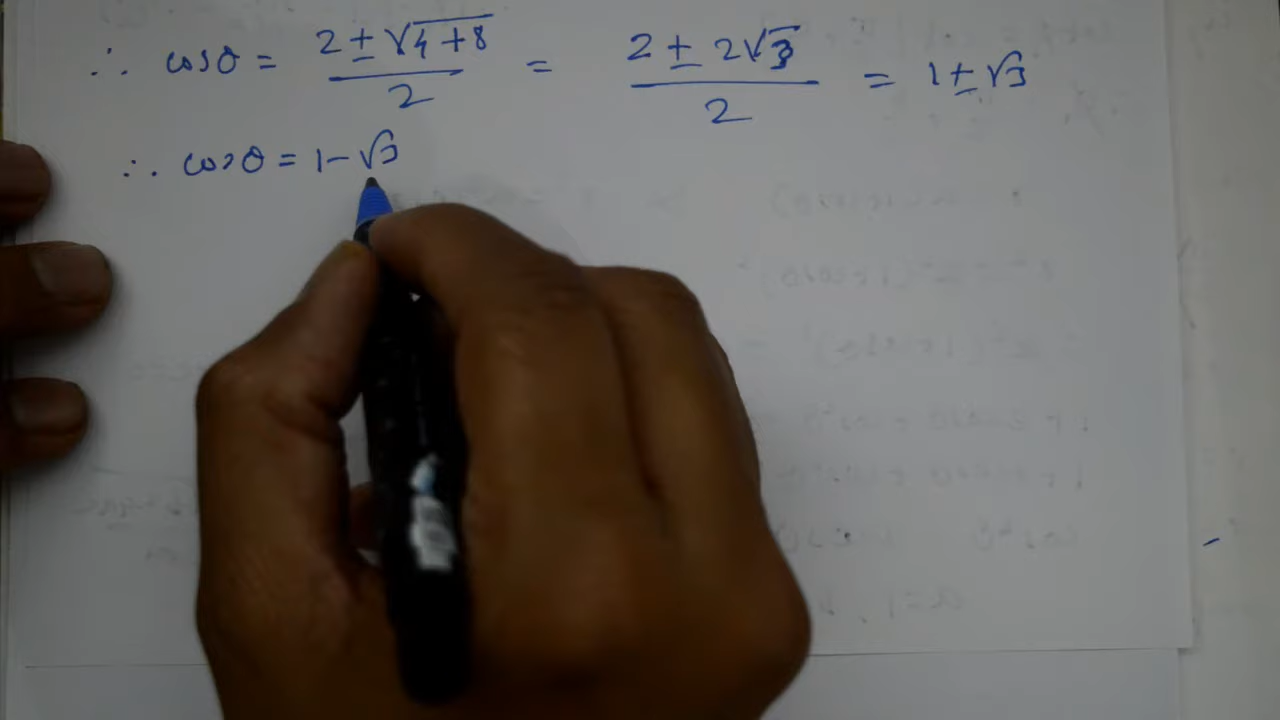 ∴ cosθ = (2 ± √(4+8))/2 = (2 ± 2√3)/2 = 1 ± √3
∴ cosθ = 1 - √3